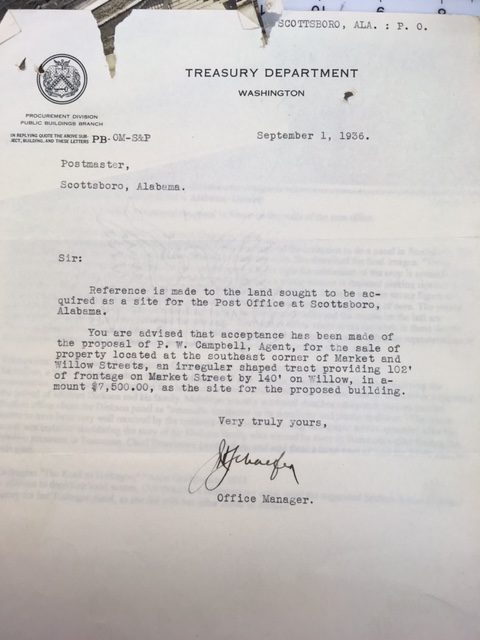 SCOTTSBORO, ALA. : P. O.
TREASURY DEPARTMENT
WASHINGTON
PROCUREMENT DIVISION
PUBLIC BUILDINGS BRANCH
IN REPLYING QUOTE THE ABOVE SUB-
JECT, BUILDING, AND THESE LETTERS PB-OM-S&P
September 1, 1936.
Postmaster,
Scottsboro, Alabama.
Sir:
Reference is made to the land sought to be ac-
quired as a site for the Post Office at Scottsboro,
Alabama.
You are advised that acceptance has been made of
the proposal of P. W. Campbell, Agent, for the sale of
property located at the southeast corner of Market and
Willow Streets, an irregular shaped tract providing 102'
of frontage on Market Street by 140' on Willow, in a-
mount $7,500.00, as the site for the proposed building.
Very truly yours,
Office Manager.